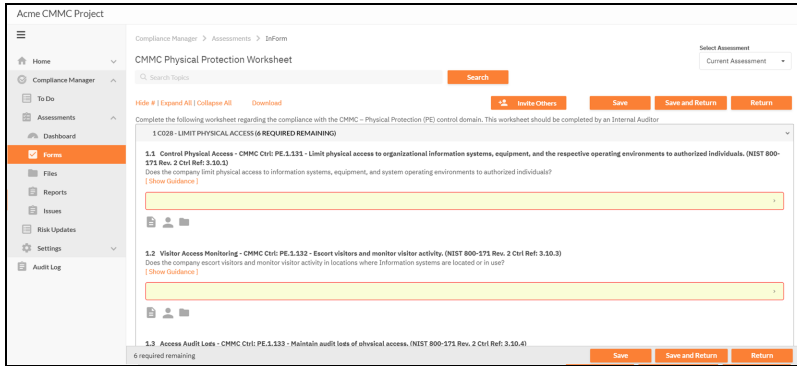 Acme CMMC Project
Compliance Manager > Assessments > InForm
Select Assessment
Current Assessment
Home
Compliance Manager
To Do
Assessments
Dashboard
Forms
Files
Reports
Issues
Risk Updates
Settings
Audit Log
CMMC Physical Protection Worksheet
Search Topics
Search
Hide # | Expand All | Collapse All Download
Invite Others
Save
Save and Return
Return
Complete the following worksheet regarding the compliance with the CMMC – Physical Protection (PE) control domain. This worksheet should be completed by an Internal Auditor
1 C028 - LIMIT PHYSICAL ACCESS (6 REQUIRED REMAINING)
1.1 Control Physical Access - CMMC Ctrl: PE.1.131 - Limit physical access to organizational information systems, equipment, and the respective operating environments to authorized individuals. (NIST 800-
171 Rev. 2 Ctrl Ref: 3.10.1)
Does the company limit physical access to information systems, equipment, and system operating environments to authorized individuals?
[ Show Guidance ]
1.2 Visitor Access Monitoring - CMMC Ctrl: PE.1.132 - Escort visitors and monitor visitor activity. (NIST 800-171 Rev. 2 Ctrl Ref: 3.10.3)
Does the company escort visitors and monitor visitor activity in locations where Information systems are located or in use?
[ Show Guidance ]
1.3 Access Audit Logs - CMMC Ctrl: PE.1.133 - Maintain audit logs of physical access. (NIST 800-171 Rev. 2 Ctrl Ref: 3.10.4)
6 required remaining
Save
Save and Return
Return